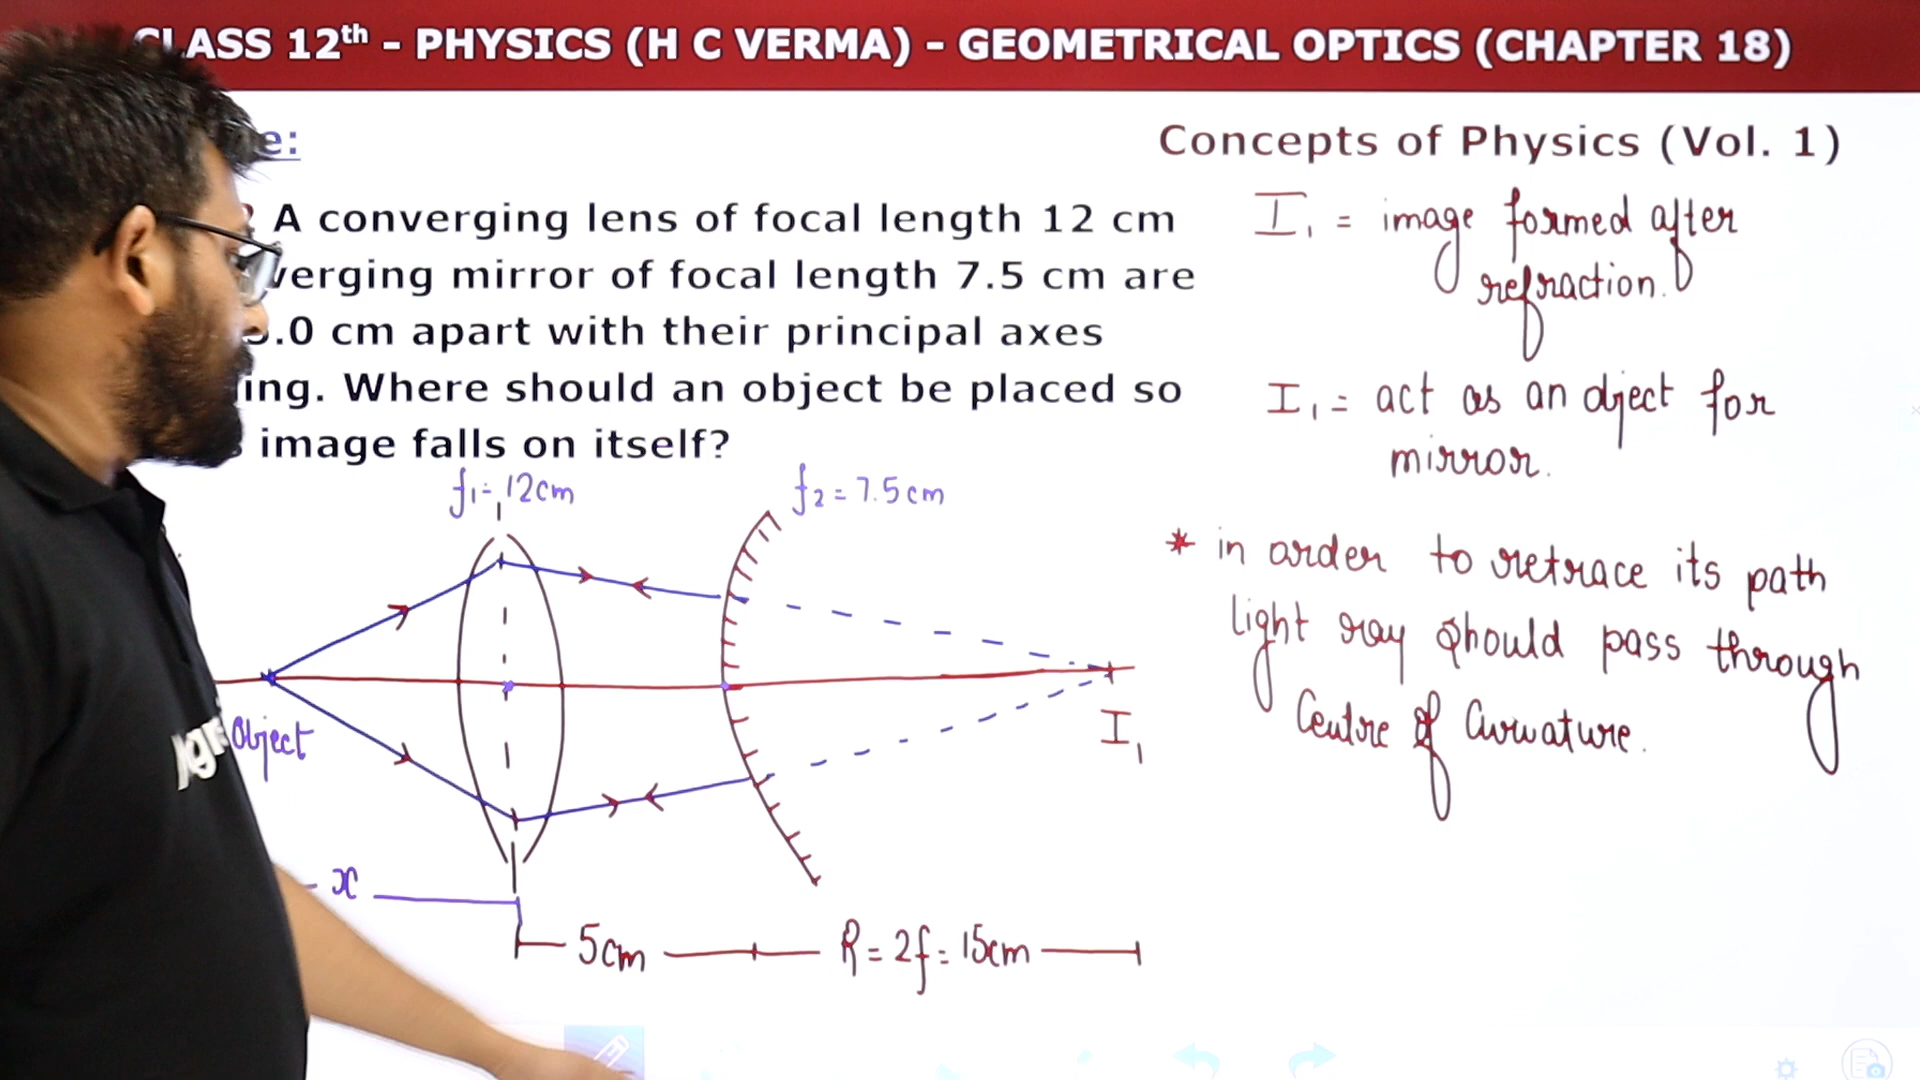 CLASS 12th - PHYSICS (H C VERMA) - GEOMETRICAL OPTICS (CHAPTER 18)
e:
Concepts of Physics (Vol. 1)
A converging lens of focal length 12 cm
verging mirror of focal length 7.5 cm are
.0 cm apart with their principal axes
ing. Where should an object be placed so
image falls on itself?
I₁ = image formed after
refraction.
I₁ = act as an object for
mirror.
* in order to retrace its path
light ray should pass through
Centre of Curvature.
f₁ = 12cm
f₂ = 7.5cm
Object
I₁
x
5cm
R = 2f = 15cm